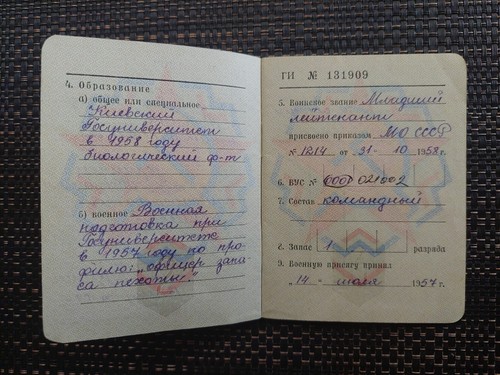 4. Образование
а) общее или специальное
Киевский
Госуниверситет
в 1958 году
биологический ф-т
б) военное Военная
подготовка при
Госуниверситете
в 1957 году по про
филю: „офицер запа
са пехоты."
ГИ № 131909
5. Воинское звание Младший
лейтенант
присвоено приказом МО СССР
№ 1214 от 31 - 10 1958 г.
6. ВУС № 021002
7. Состав командный
8. Запас 1 разряда
9. Военную присягу принял
"14 - июля 1957 г.